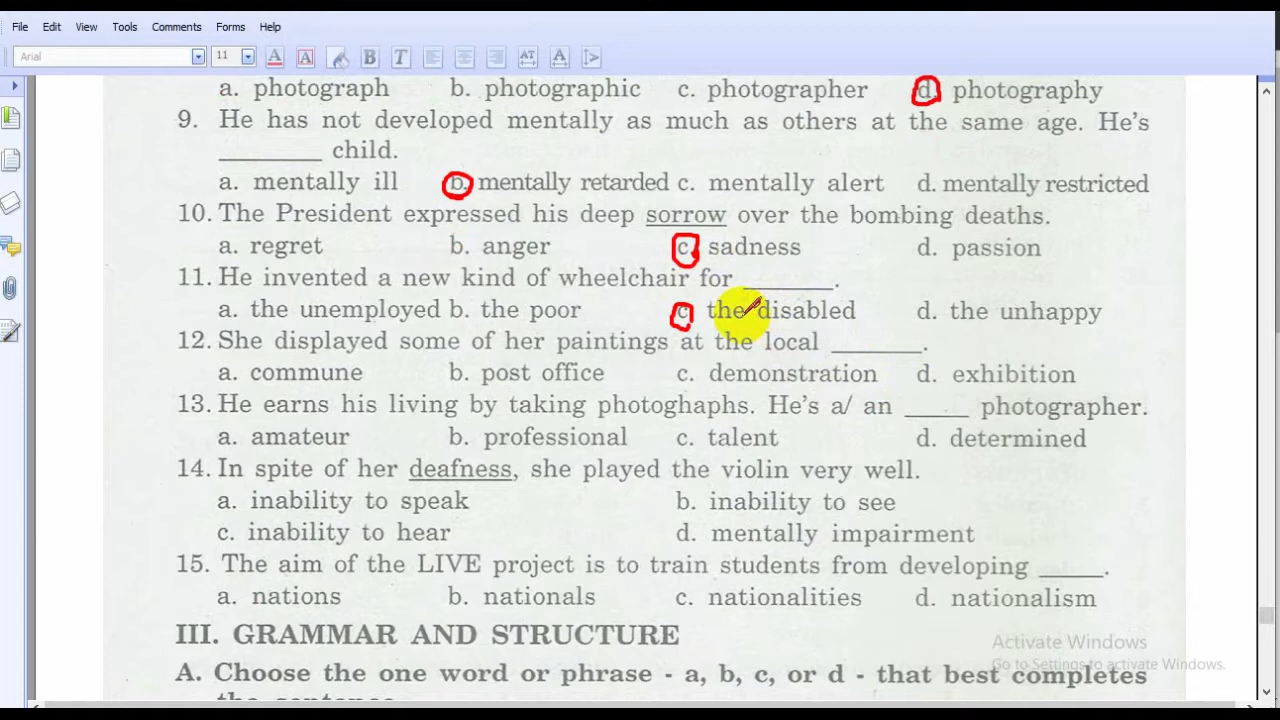 File Edit View Tools Comments Forms Help
Arial 11 A A B T AT A
a. photograph b. photographic c. photographer d. photography
9. He has not developed mentally as much as others at the same age. He's
________ child.
a. mentally ill b. mentally retarded c. mentally alert d. mentally restricted
10. The President expressed his deep sorrow over the bombing deaths.
a. regret b. anger c. sadness d. passion
11. He invented a new kind of wheelchair for _______.
a. the unemployed b. the poor c the disabled d. the unhappy
12. She displayed some of her paintings at the local _______.
a. commune b. post office c. demonstration d. exhibition
13. He earns his living by taking photoghaphs. He's a/ an _____ photographer.
a. amateur b. professional c. talent d. determined
14. In spite of her deafness, she played the violin very well.
a. inability to speak b. inability to see
c. inability to hear d. mentally impairment
15. The aim of the LIVE project is to train students from developing _____.
a. nations b. nationals c. nationalities d. nationalism
III. GRAMMAR AND STRUCTURE
A. Choose the one word or phrase - a, b, c, or d - that best completes
the sentence
Activate Windows
Go to Settings to activate Windows.